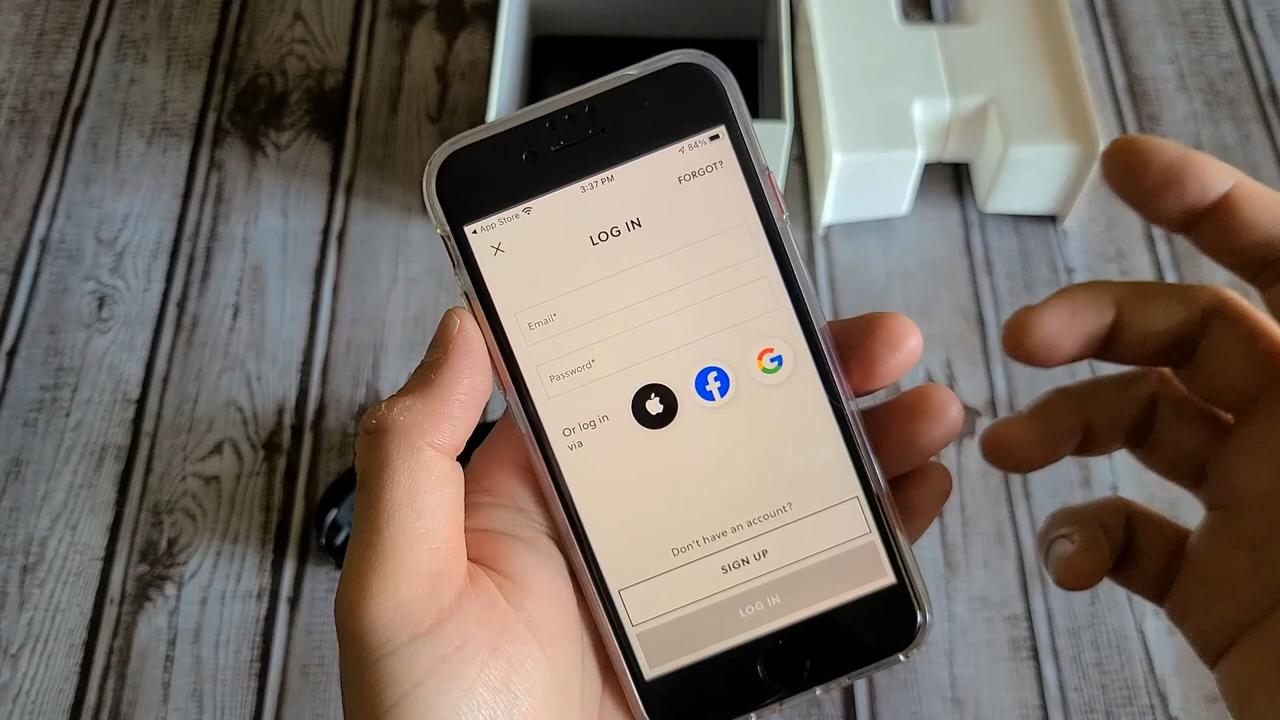 ◀ App Store
3:37 PM
84%
FORGOT?
LOG IN
Email*
Password*
Or log in
via
Don't have an account?
SIGN UP
LOG IN